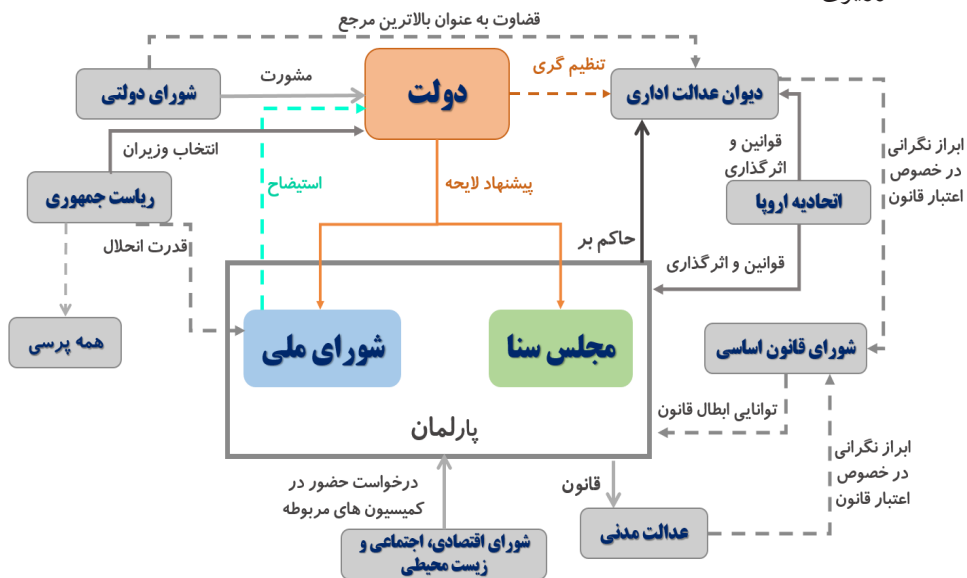 قضاوت به عنوان بالاترین مرجع
شورای دولتی
مشورت
دولت
تنظیم گری
دیوان عدالت اداری
انتخاب وزیران
استیضاح
پیشنهاد لایحه
قوانین و
اثرگذاری
ابراز نگرانی
در خصوص
اعتبار قانون
ریاست جمهوری
اتحادیه اروپا
قدرت انحلال
حاکم بر
قوانین و اثرگذاری
همه پرسی
شورای ملی
مجلس سنا
شورای قانون اساسی
پارلمان
توانایی ابطال قانون
درخواست حضور در
کمیسیون های مربوطه
قانون
ابراز نگرانی
در خصوص
اعتبار قانون
عدالت مدنی
شورای اقتصادی، اجتماعی و
زیست محیطی